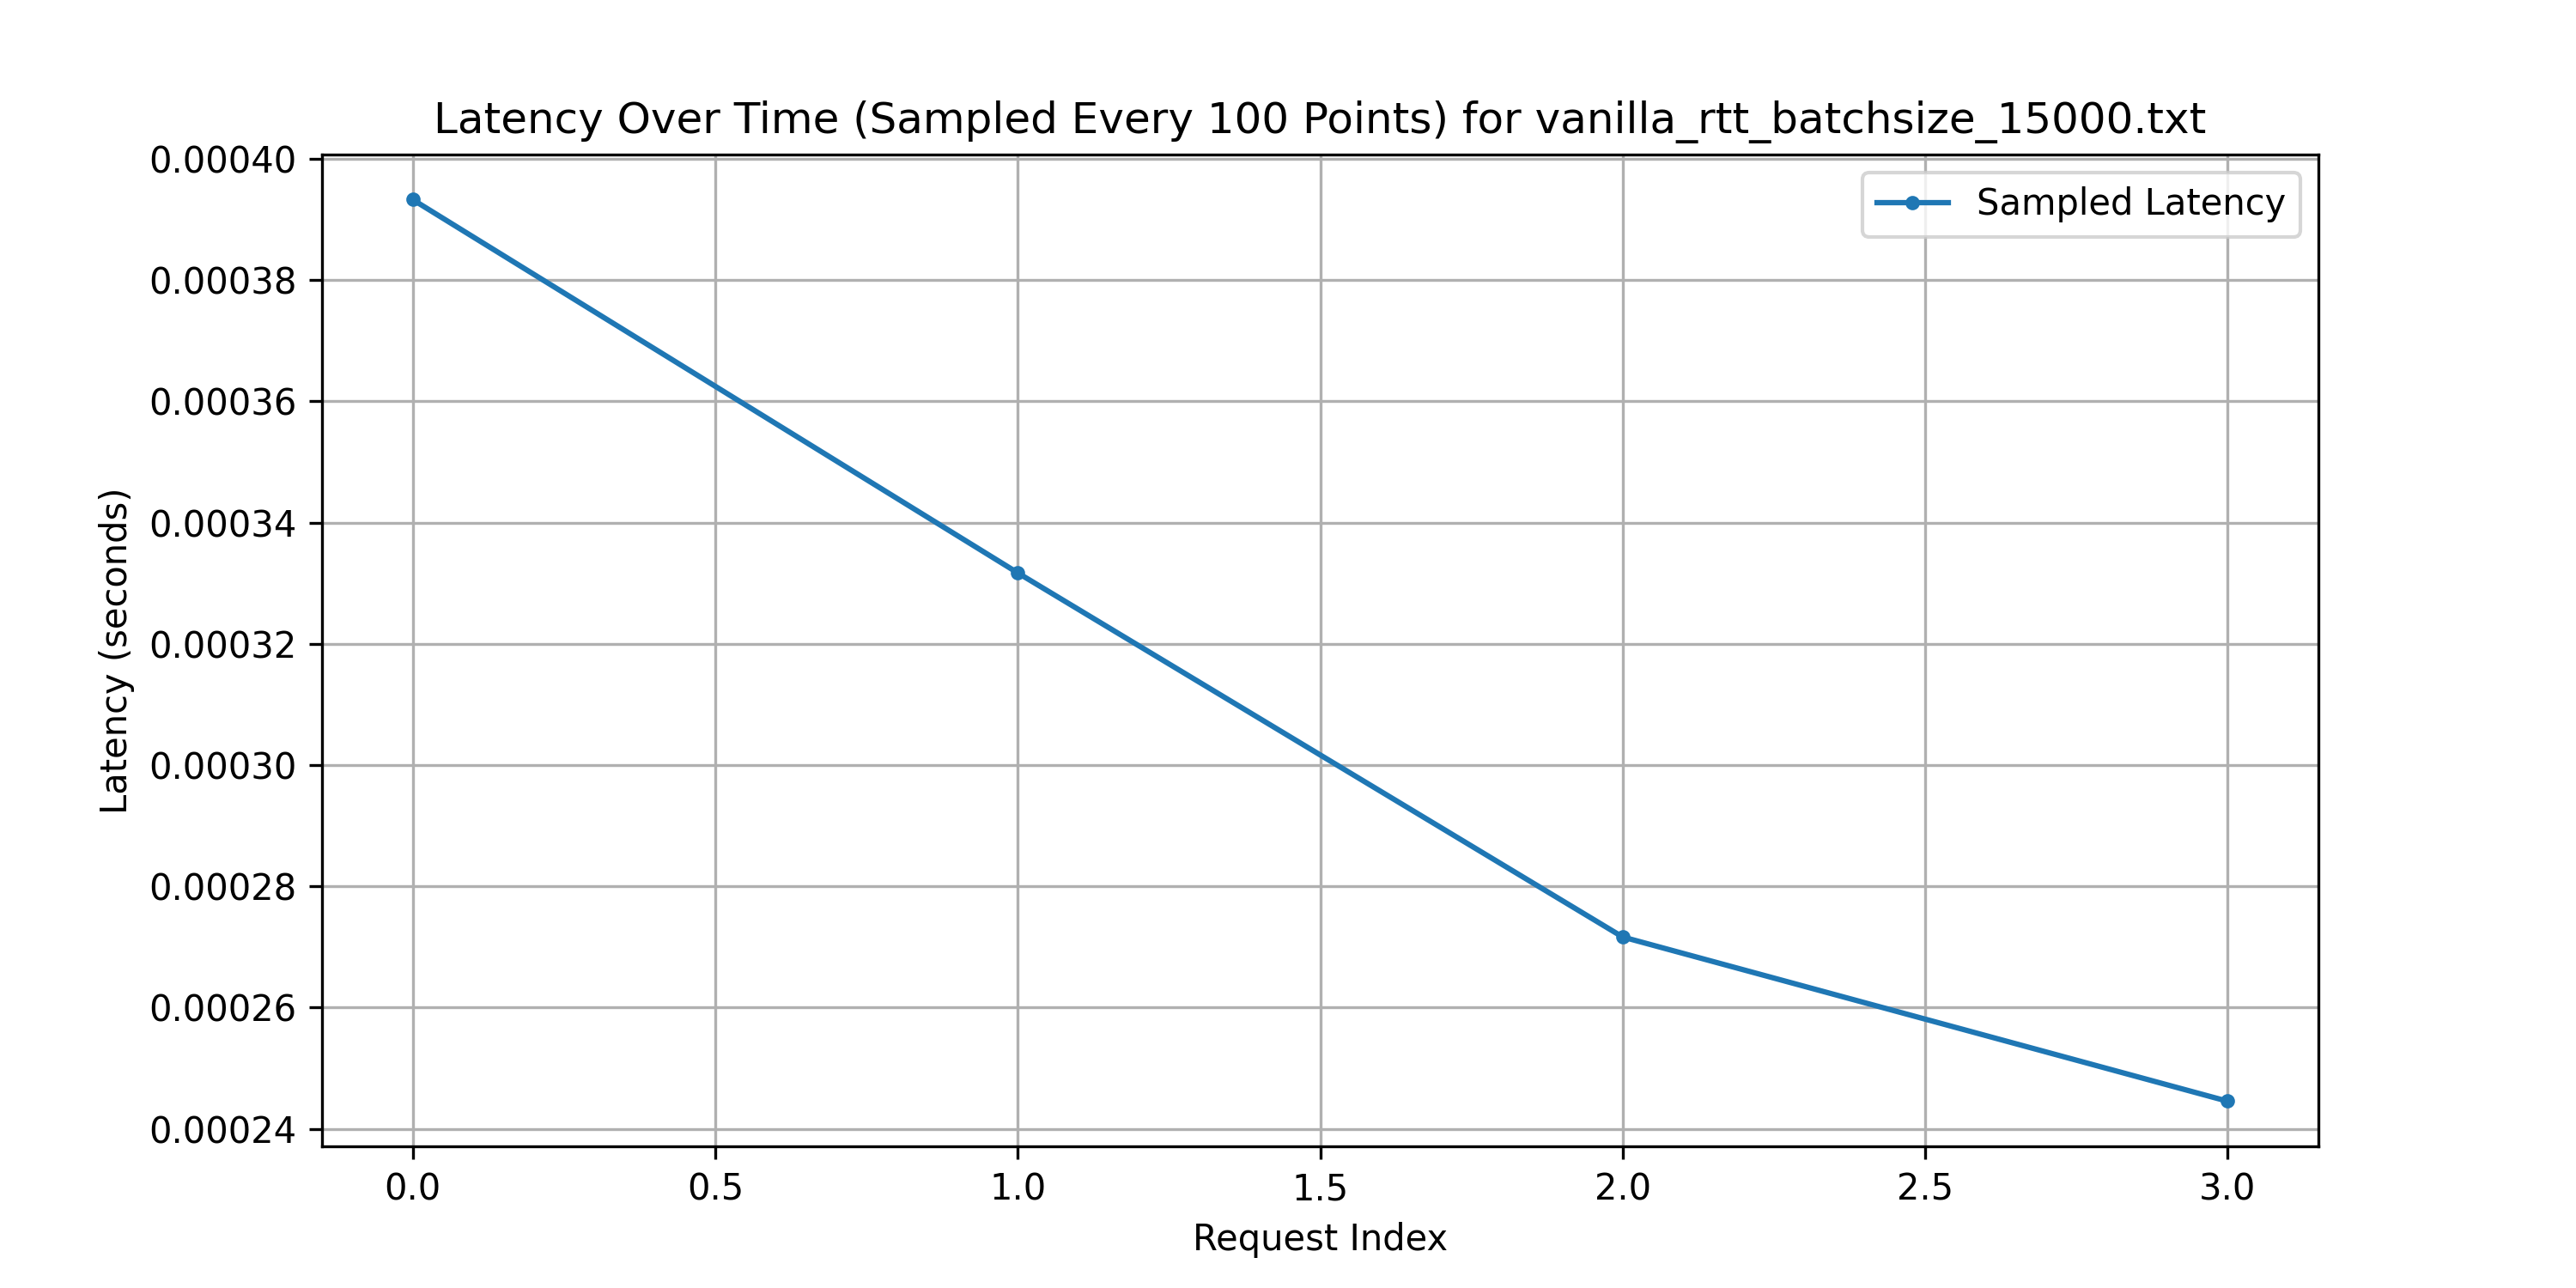 Latency Over Time (Sampled Every 100 Points) for vanilla_rtt_batchsize_15000.txt
Sampled Latency
Latency (seconds)
0.00040
0.00038
0.00036
0.00034
0.00032
0.00030
0.00028
0.00026
0.00024
0.0 0.5 1.0 1.5 2.0 2.5 3.0
Request Index